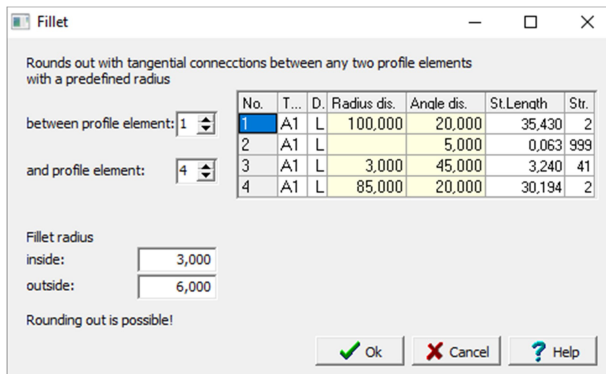 Fillet
Rounds out with tangential connecctions between any two profile elements
with a predefined radius
between profile element: 1
and profile element: 4
No. T... D. Radius dis. Angle dis. St.Length Str.
1 A1 L 100,000 20,000 35,430 2
2 A1 L 5,000 0,063 999
3 A1 L 3,000 45,000 3,240 41
4 A1 L 85,000 20,000 30,194 2
Fillet radius
inside: 3,000
outside: 6,000
Rounding out is possible!
Ok Cancel Help